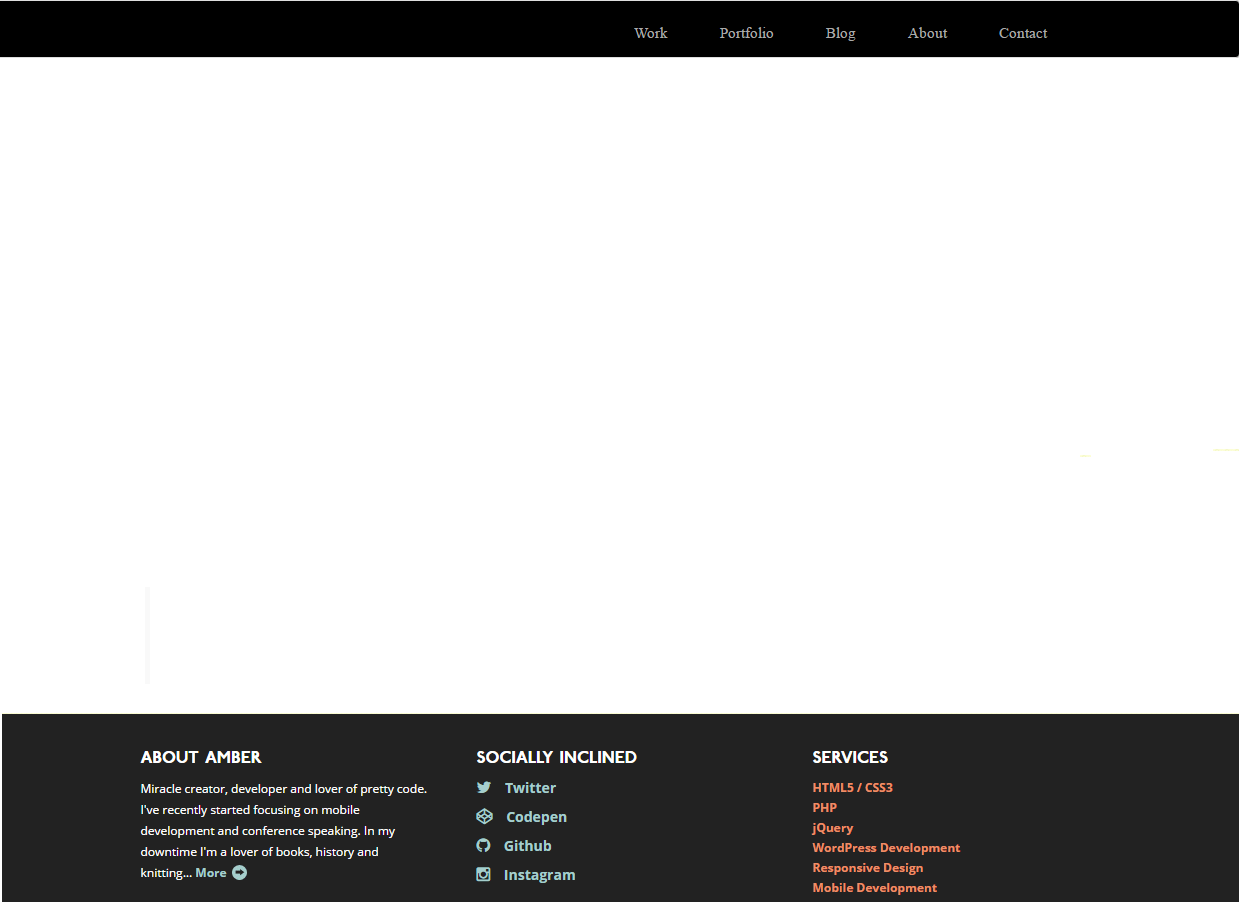 Work Portfolio Blog About Contact
ABOUT AMBER
Miracle creator, developer and lover of pretty code.
I've recently started focusing on mobile
development and conference speaking. In my
downtime I'm a lover of books, history and
knitting... More
SOCIALLY INCLINED
Twitter
Codepen
Github
Instagram
SERVICES
HTML5 / CSS3
PHP
jQuery
WordPress Development
Responsive Design
Mobile Development